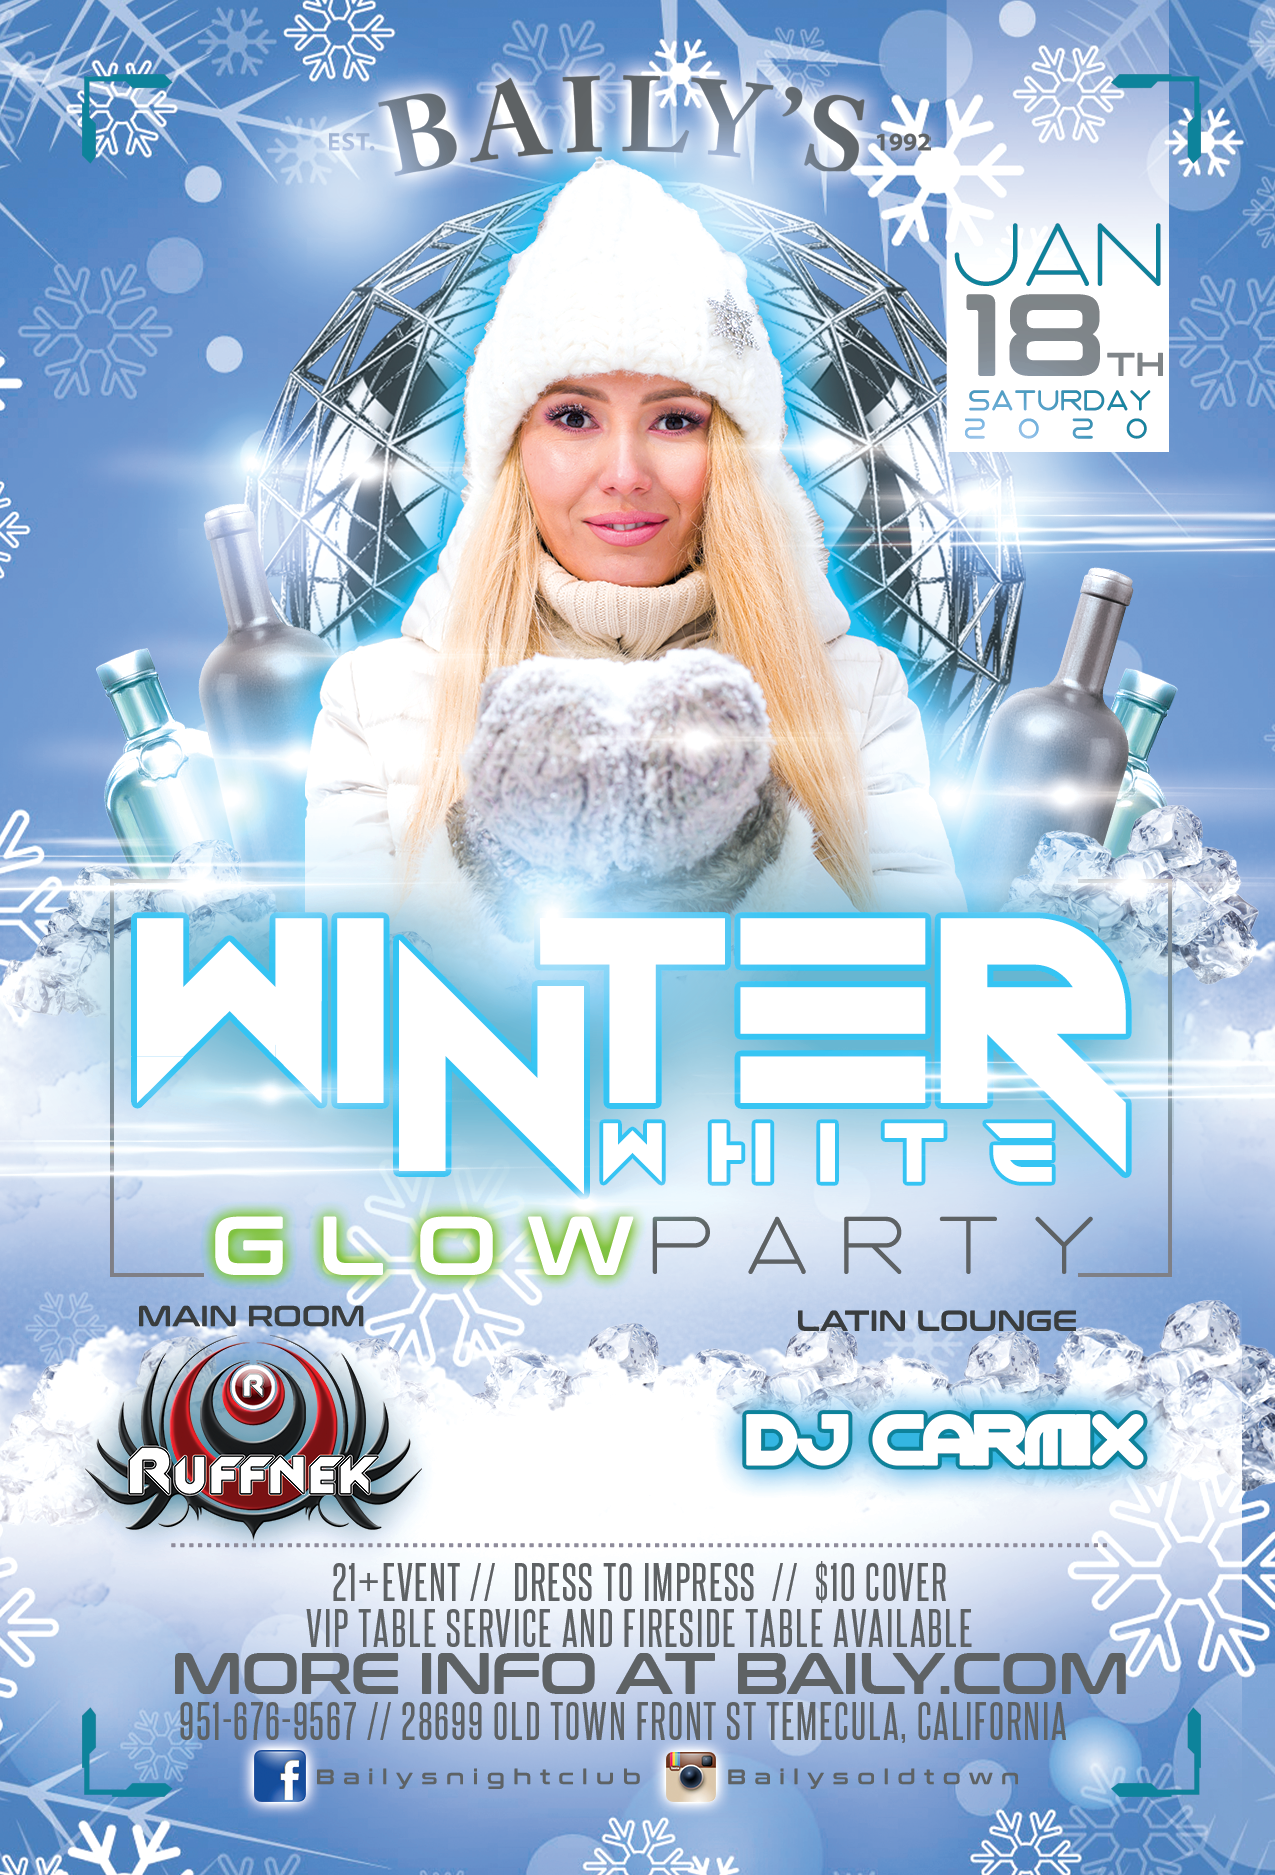 EST. BAILY'S 1992
JAN
18TH
SATURDAY
2020
WINTER
WHITE
GLOWPARTY
MAIN ROOM
LATIN LOUNGE
R
RUFFNEK
DJ CARMIX
21+EVENT // DRESS TO IMPRESS // $10 COVER
VIP TABLE SERVICE AND FIRESIDE TABLE AVAILABLE
MORE INFO AT BAILY.COM
951-676-9567 // 28699 OLD TOWN FRONT ST TEMECULA, CALIFORNIA
f Bailysnightclub Bailysoldtown